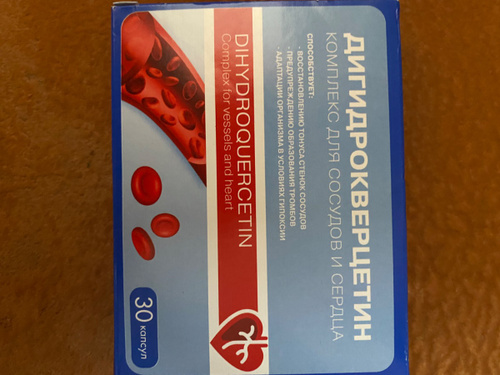 ДИГИДРОКВЕРЦЕТИН
КОМПЛЕКС ДЛЯ СОСУДОВ И СЕРДЦА
СПОСОБСТВУЕТ:
- ВОССТАНОВЛЕНИЮ ТОНУСА СТЕНОК СОСУДОВ
- ПРЕДУПРЕЖДЕНИЮ ОБРАЗОВАНИЯ ТРОМБОВ
- АДАПТАЦИИ ОРГАНИЗМА В УСЛОВИЯХ ГИПОКСИИ
DIHYDROQUERCETIN
Complex for vessels and heart
30 капсул